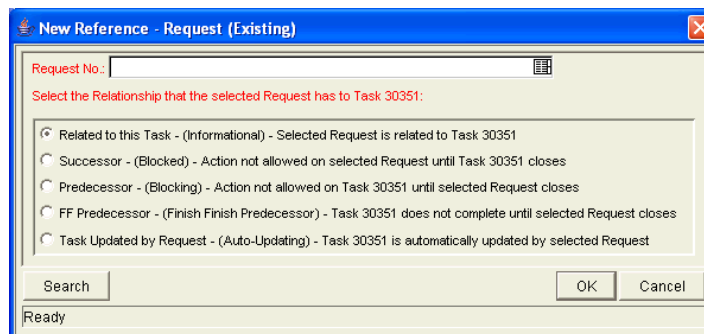 New Reference - Request (Existing)
Request No.:
Select the Relationship that the selected Request has to Task 30351:
Related to this Task - (Informational) - Selected Request is related to Task 30351
Successor - (Blocked) - Action not allowed on selected Request until Task 30351 closes
Predecessor - (Blocking) - Action not allowed on Task 30351 until selected Request closes
FF Predecessor - (Finish Finish Predecessor) - Task 30351 does not complete until selected Request closes
Task Updated by Request - (Auto-Updating) - Task 30351 is automatically updated by selected Request
Search OK Cancel
Ready